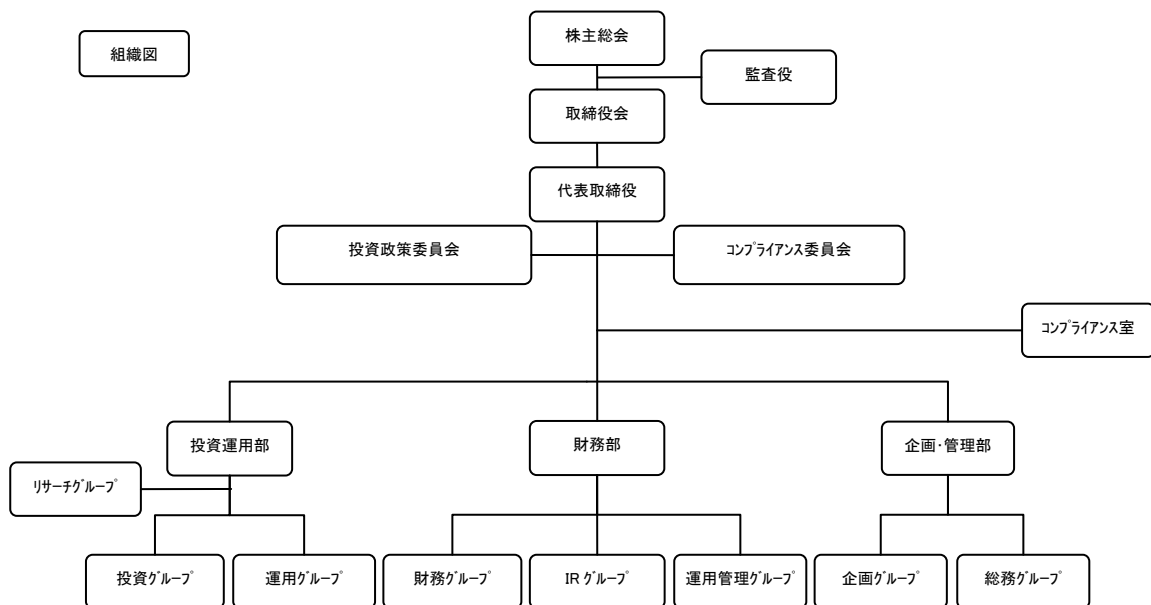 組織図
株主総会
監査役
取締役会
代表取締役
投資政策委員会
ｺﾝﾌﾟﾗｲｱﾝｽ委員会
ｺﾝﾌﾟﾗｲｱﾝｽ室
投資運用部
財務部
企画・管理部
ﾘｻｰﾁｸﾞﾙｰﾌﾟ
投資ｸﾞﾙｰﾌﾟ
運用ｸﾞﾙｰﾌﾟ
財務ｸﾞﾙｰﾌﾟ
IR ｸﾞﾙｰﾌﾟ
運用管理ｸﾞﾙｰﾌﾟ
企画ｸﾞﾙｰﾌﾟ
総務ｸﾞﾙｰﾌﾟ